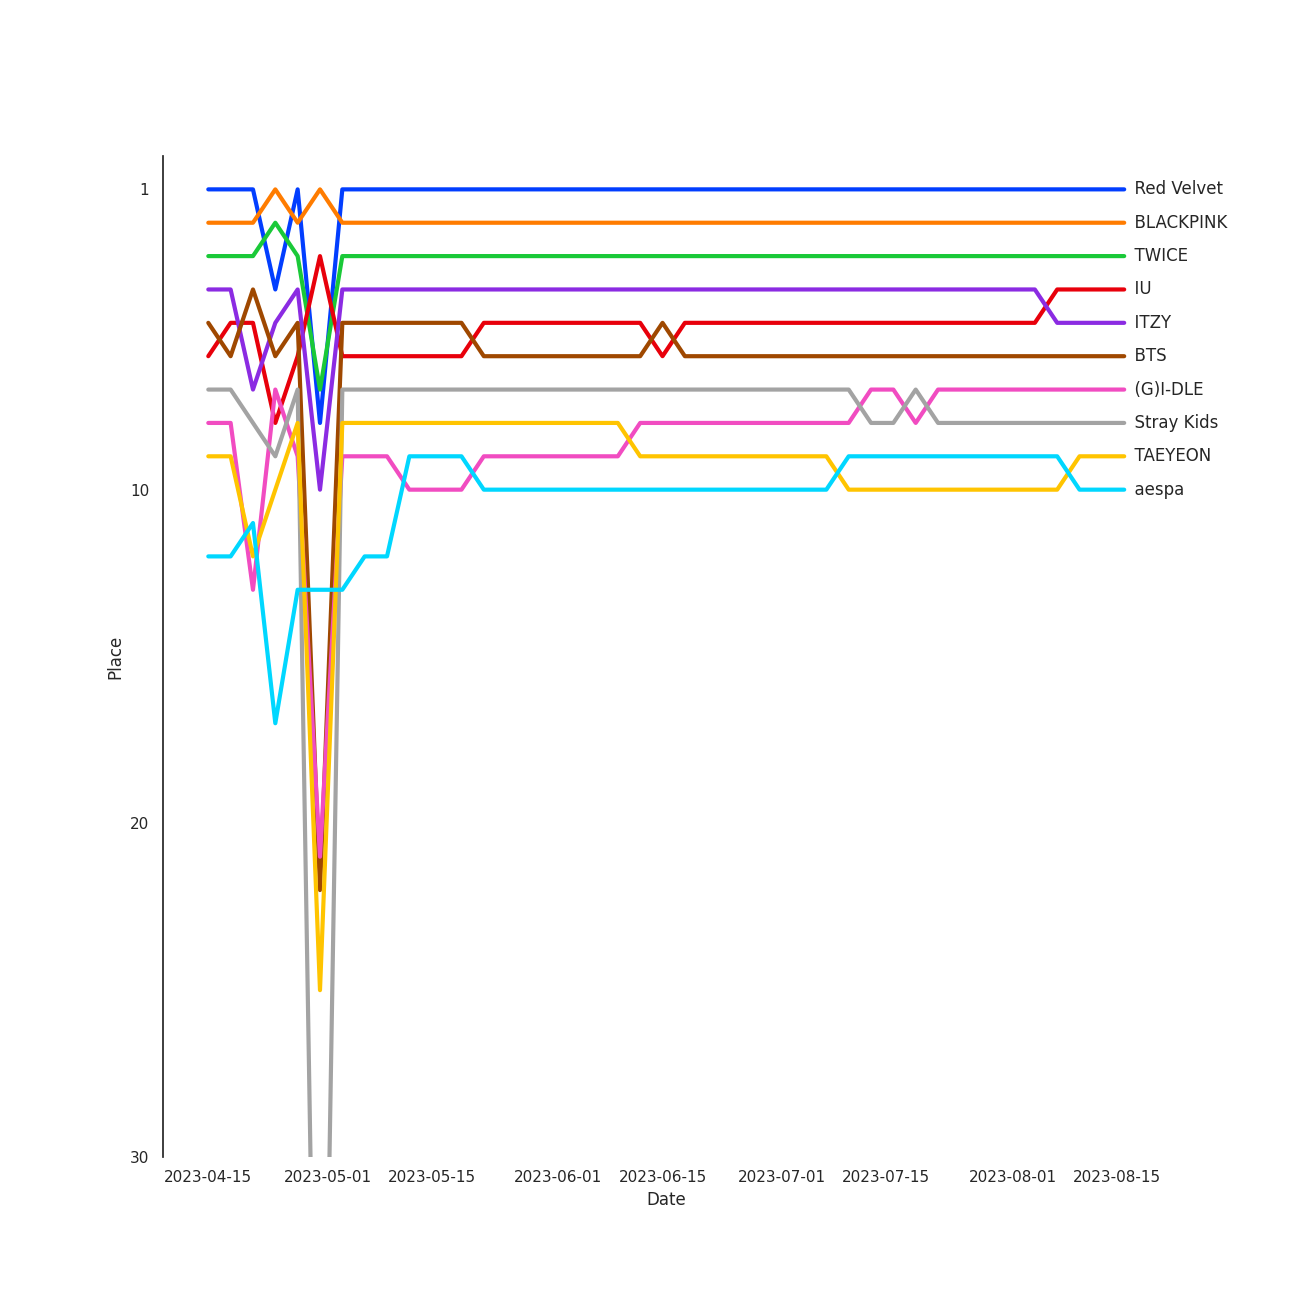 1
10
20
30
Place
Red Velvet
BLACKPINK
TWICE
IU
ITZY
BTS
(G)I-DLE
Stray Kids
TAEYEON
aespa
2023-04-15 2023-05-01 2023-05-15 2023-06-01 2023-06-15 2023-07-01 2023-07-15 2023-08-01 2023-08-15
Date